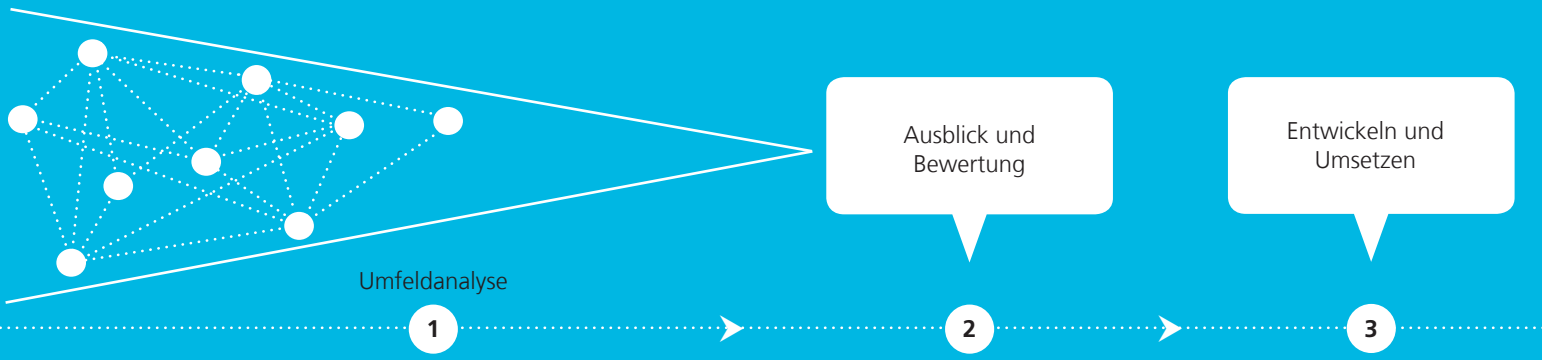 Umfeldanalyse
1
Ausblick und
Bewertung
2
Entwickeln und
Umsetzen
3